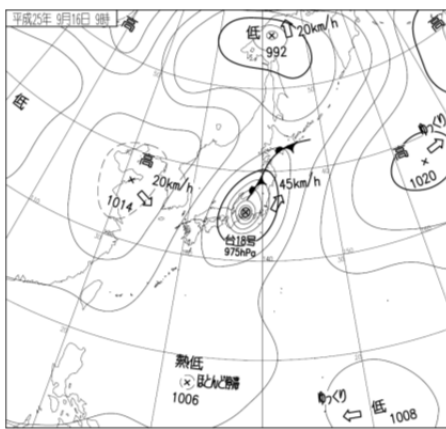 平成25年 9月16日 9時
高
低
20km/h
992
低
高
20km/h
1014
45km/h
ゆっくり
高
1020
台18号
975hPa
熱低
ほとんど停滞
1006
ゆっくり
低
1008